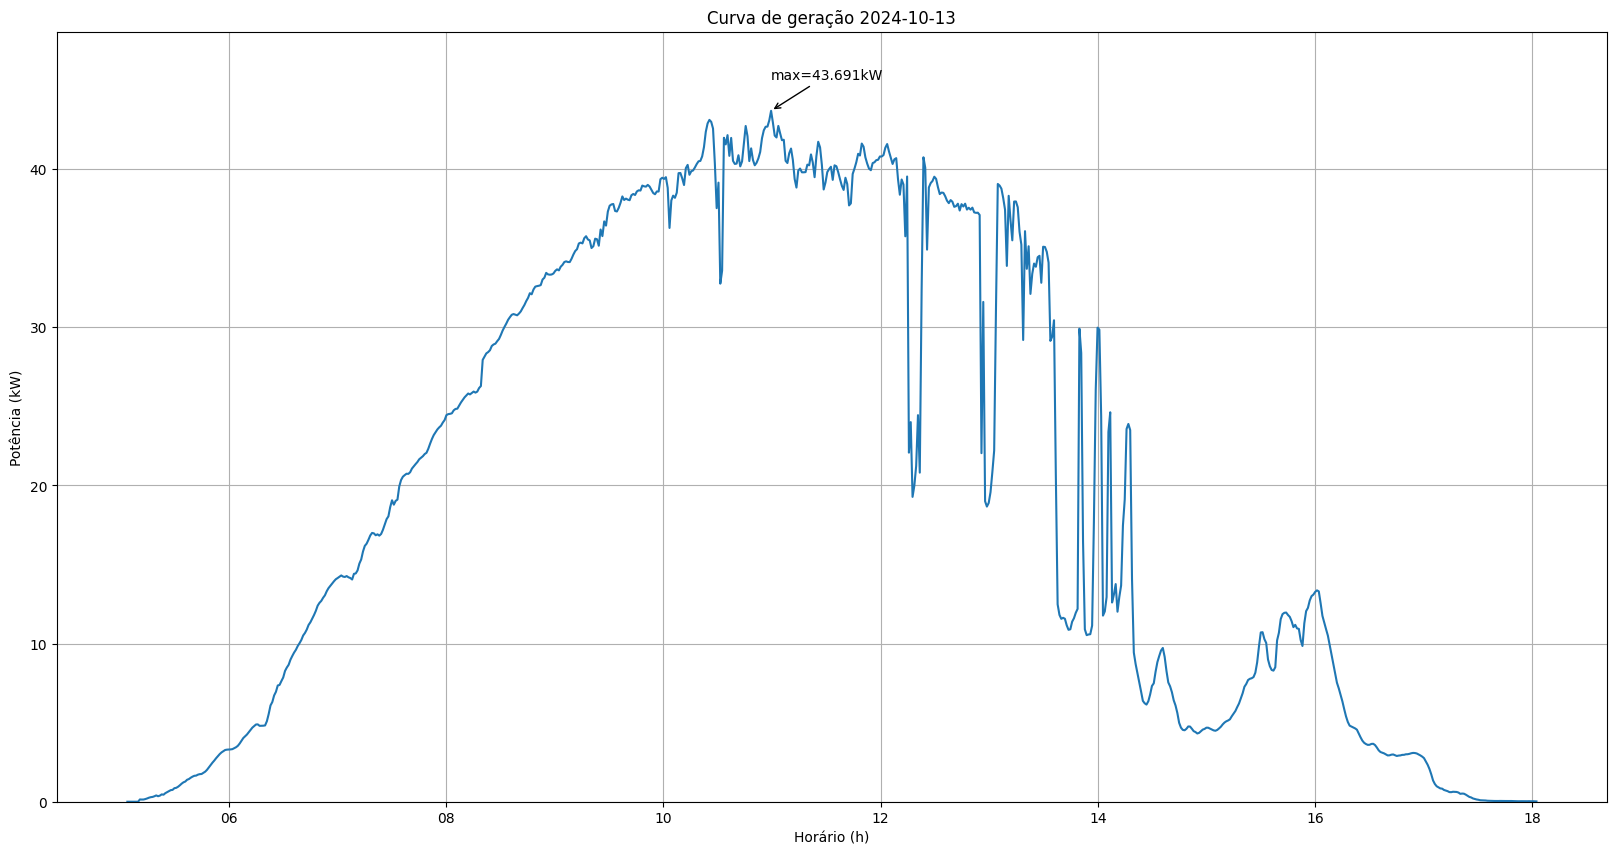 Curva de geração 2024-10-13
max=43.691kW
Potência (kW)
40
30
20
10
0
06 08 10 12 14 16 18
Horário (h)